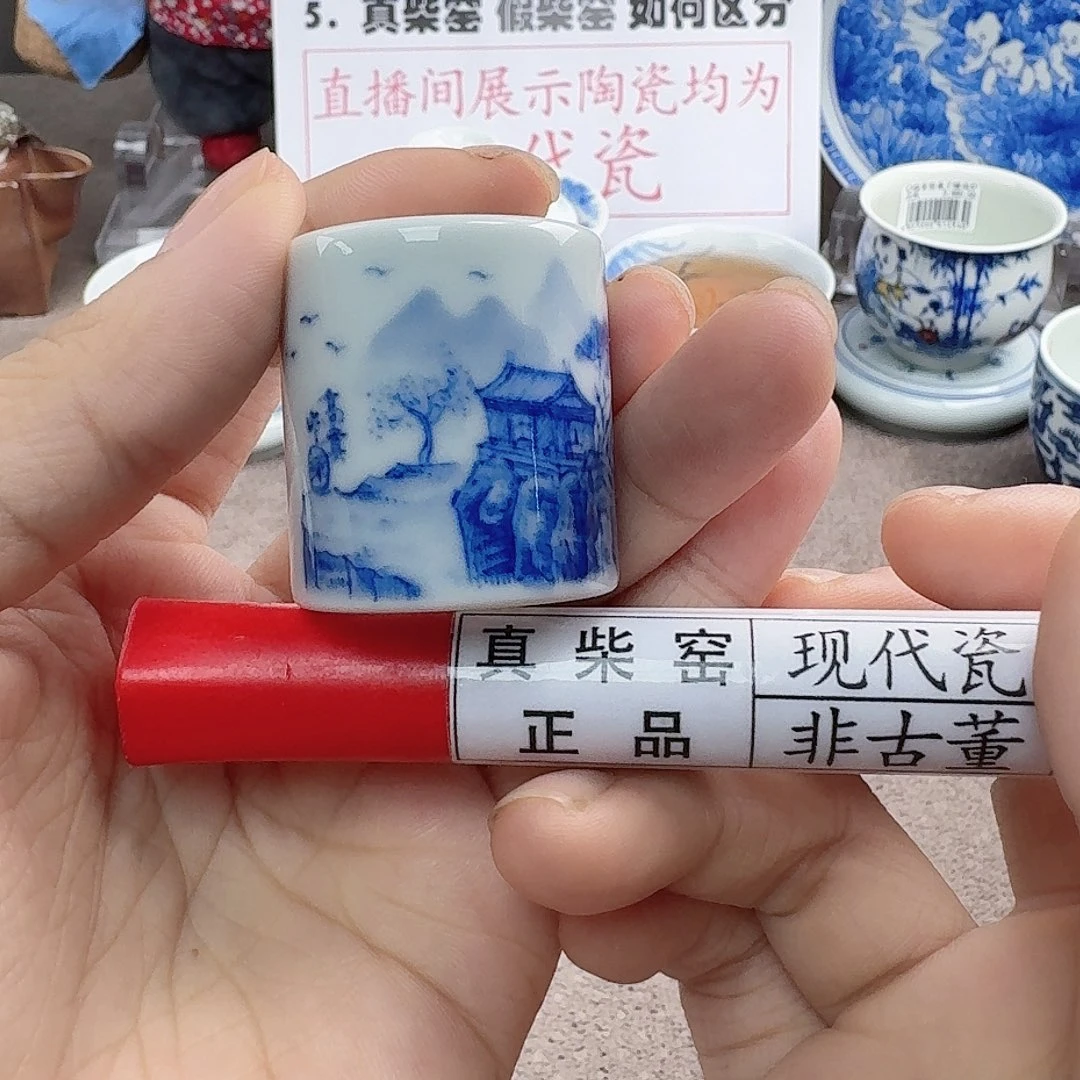 5. 真柴窑 假柴窑 如何区分
直播间展示陶瓷均为
代瓷
真柴窑
正品
现代瓷
非古董